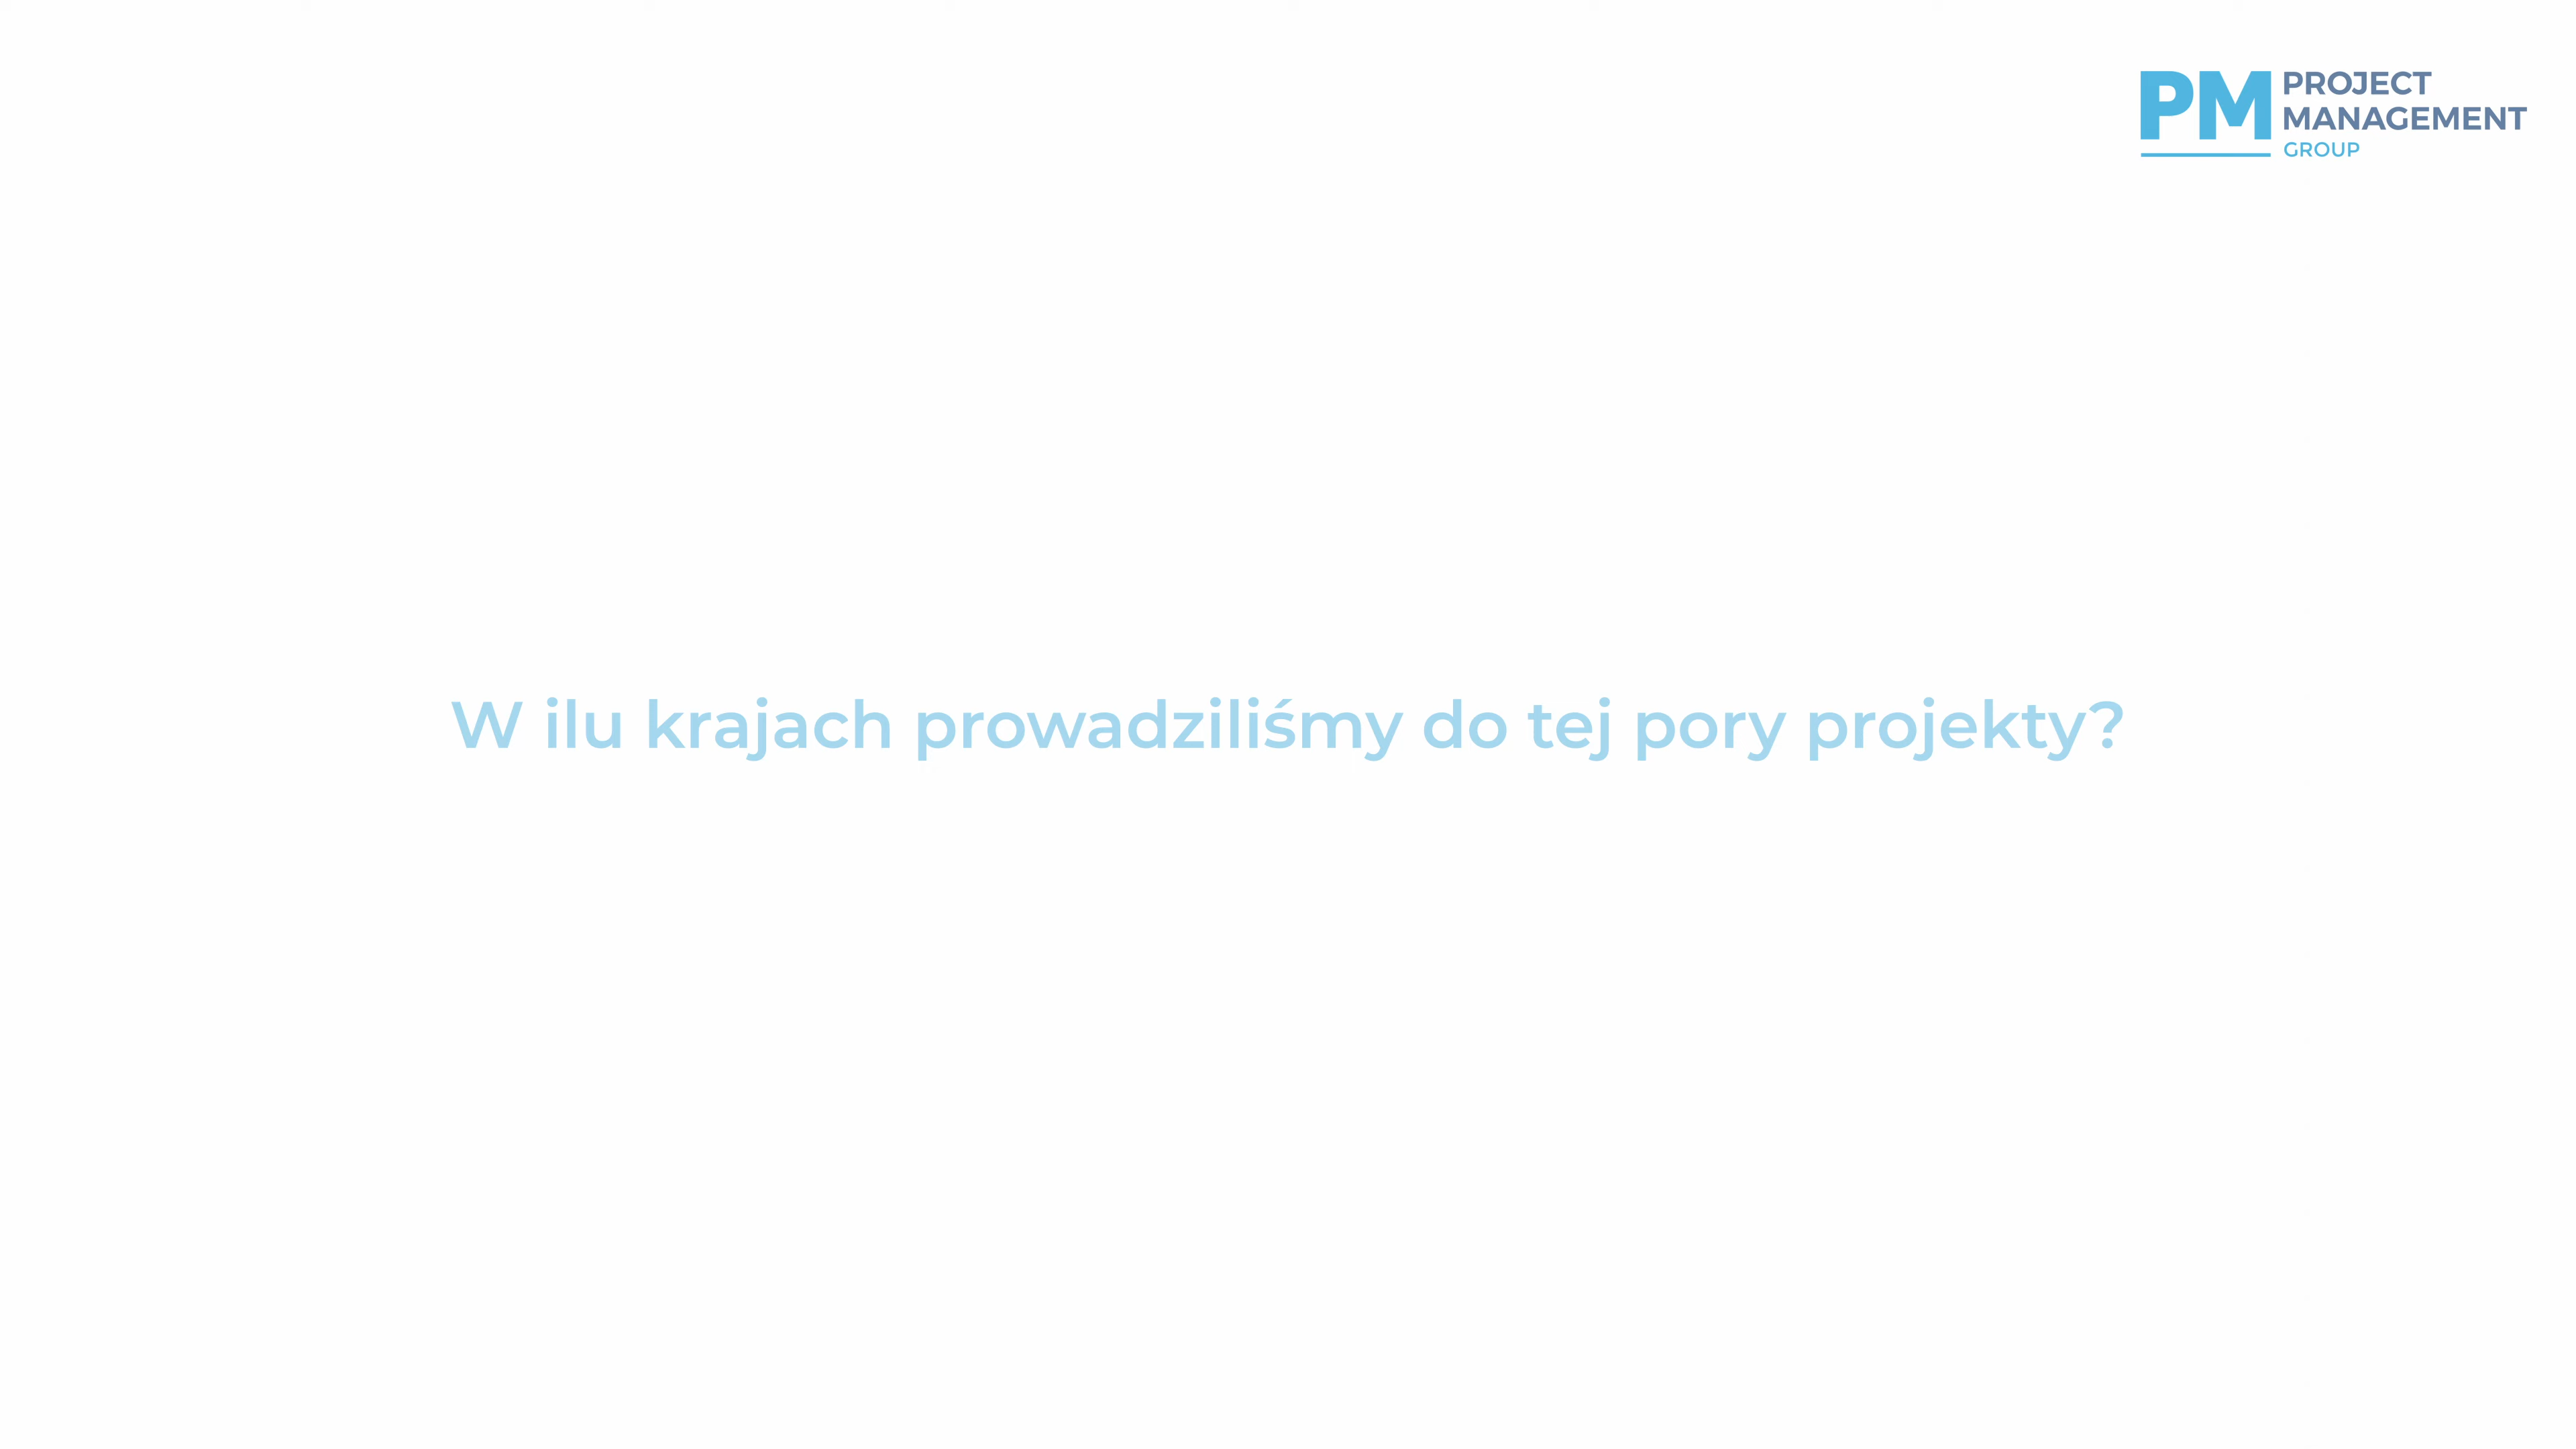 PM PROJECT
MANAGEMENT
GROUP
W ilu krajach prowadziliśmy do tej pory projekty?